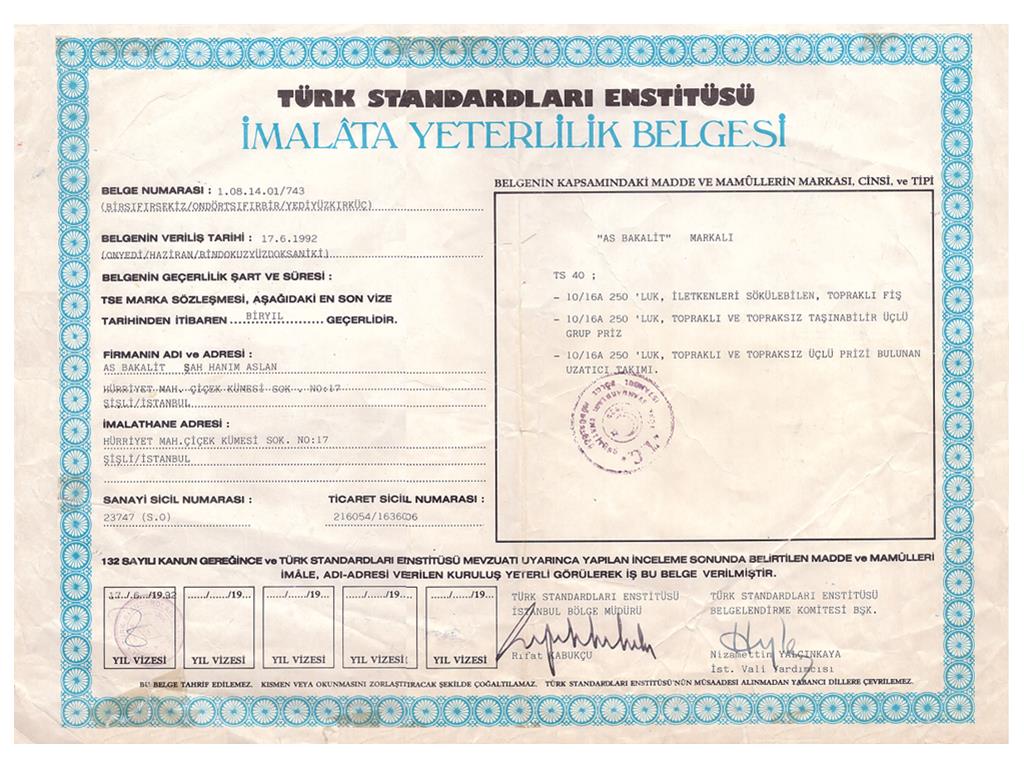 TÜRK STANDARDLARI ENSTİTÜSÜ
İMALÂTA YETERLİLİK BELGESİ
BELGE NUMARASI : 1.08.14.01/743
(BİRSIFIRSEKİZ/ONDÖRTSIFIRBİR/YEDİYÜZKIRKÜÇ)
BELGENİN VERİLİŞ TARİHİ : 17.6.1992
(ONYEDİ/HAZİRAN/BİNDOKUZYÜZDOKSANİKİ)
BELGENİN GEÇERLİLİK ŞART VE SÜRESİ :
TSE MARKA SÖZLEŞMESİ, AŞAĞIDAKİ EN SON VİZE
TARİHİNDEN İTİBAREN ...BİRYIL... GEÇERLİDİR.
FİRMANIN ADI ve ADRESİ :
AS BAKALİT ŞAH HANIM ASLAN
HÜRRİYET MAH. ÇİÇEK KÜMESİ SOK . NO:17
ŞİŞLİ/İSTANBUL
İMALATHANE ADRESİ :
HÜRRİYET MAH.ÇİÇEK KÜMESİ SOK. NO:17
ŞİŞLİ/İSTANBUL
SANAYİ SİCİL NUMARASI : TİCARET SİCİL NUMARASI :
23747 (S.O) 216054/163606
BELGENİN KAPSAMINDAKİ MADDE VE MAMÛLLERİN MARKASI, CİNSİ, ve TİPİ
"AS BAKALİT" MARKALI
TS 40 ;
- 10/16A 250 'LUK, İLETKENLERİ SÖKÜLEBİLEN, TOPRAKLI FİŞ
- 10/16A 250 'LUK, TOPRAKLI VE TOPRAKSIZ TAŞINABİLİR ÜÇLÜ
GRUP PRİZ
- 10/16A 250 'LUK, TOPRAKLI VE TOPRAKSIZ ÜÇLÜ PRİZİ BULUNAN
UZATICI TAKIMI.
T.C.
132 SAYILI KANUN GEREĞİNCE ve TÜRK STANDARDLARI ENSTİTÜSÜ MEVZUATI UYARINCA YAPILAN İNCELEME SONUNDA BELİRTİLEN MADDE ve MAMÛLLERİ
İMÂLE, ADI-ADRESİ VERİLEN KURULUŞ YETERLİ GÖRÜLEREK İŞ BU BELGE VERİLMİŞTİR.
17./.6../19.92 ....../....../19... ....../....../19... ....../....../19... ....../....../19...
YIL VİZESİ YIL VİZESİ YIL VİZESİ YIL VİZESİ YIL VİZESİ
TÜRK STANDARDLARI ENSTİTÜSÜ
İSTANBUL BÖLGE MÜDÜRÜ
Rıfat KABUKÇU
TÜRK STANDARDLARI ENSTİTÜSÜ
BELGELENDİRME KOMİTESİ BŞK.
Nizamettin YALÇINKAYA
İst. Vali Yardımcısı
BU BELGE TAHRİF EDİLEMEZ. KISMEN VEYA OKUNMASINI ZORLAŞTIRACAK ŞEKİLDE ÇOĞALTILAMAZ. TÜRK STANDARDLARI ENSTİTÜSÜ'NÜN MÜSAADESİ ALINMADAN YABANCI DİLLERE ÇEVRİLEMEZ.